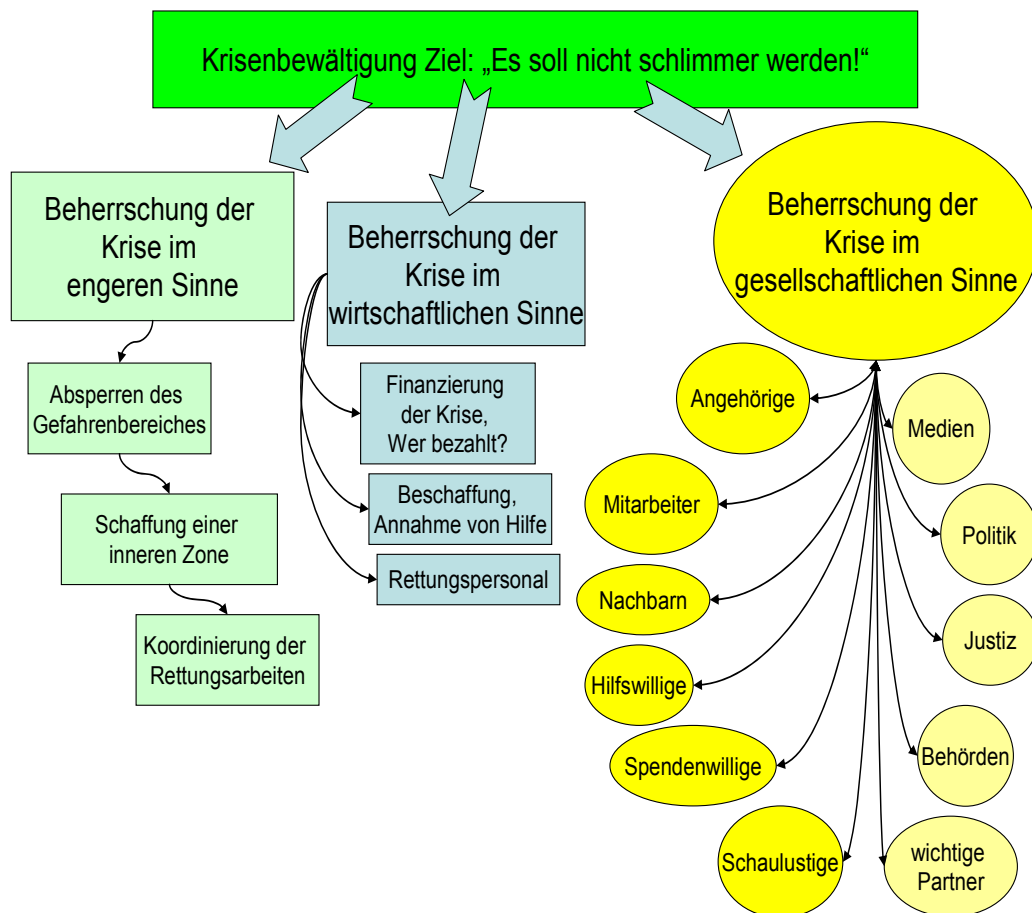 Krisenbewältigung Ziel: „Es soll nicht schlimmer werden!“
Beherrschung der
Krise im
engeren Sinne
Absperren des
Gefahrenbereiches
Schaffung einer
inneren Zone
Koordinierung der
Rettungsarbeiten
Beherrschung der
Krise im
wirtschaftlichen Sinne
Finanzierung
der Krise,
Wer bezahlt?
Beschaffung,
Annahme von Hilfe
Rettungspersonal
Beherrschung der
Krise im
gesellschaftlichen Sinne
Angehörige
Mitarbeiter
Nachbarn
Hilfswillige
Spendenwillige
Schaulustige
Medien
Politik
Justiz
Behörden
wichtige
Partner